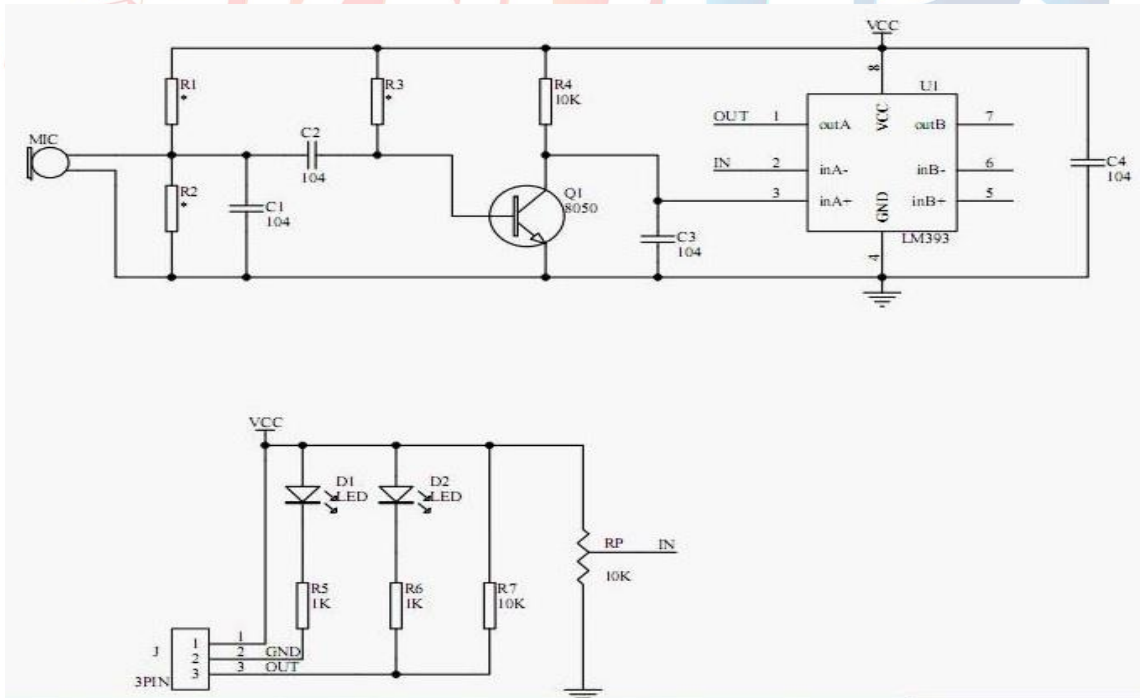 VCC
R1
*
R3
*
R4
10K
8
U1
OUT 1
outA
VCC
outB
7
MIC
C2
104
IN 2
inA-
inB-
6
C4
104
R2
*
C1
104
Q1
8050
3
inA+
GND
inB+
5
C3
104
LM393
4
VCC
D1
LED
D2
LED
RP
IN
10K
R5
1K
R6
1K
R7
10K
J
1
1
2
2
GND
3
3
OUT
3PIN